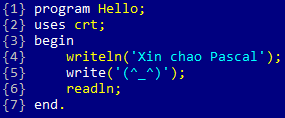 {1} program Hello;
{2} uses crt;
{3} begin
{4} writeln('Xin chao Pascal');
{5} write('(^_^)');
{6} readln;
{7} end.